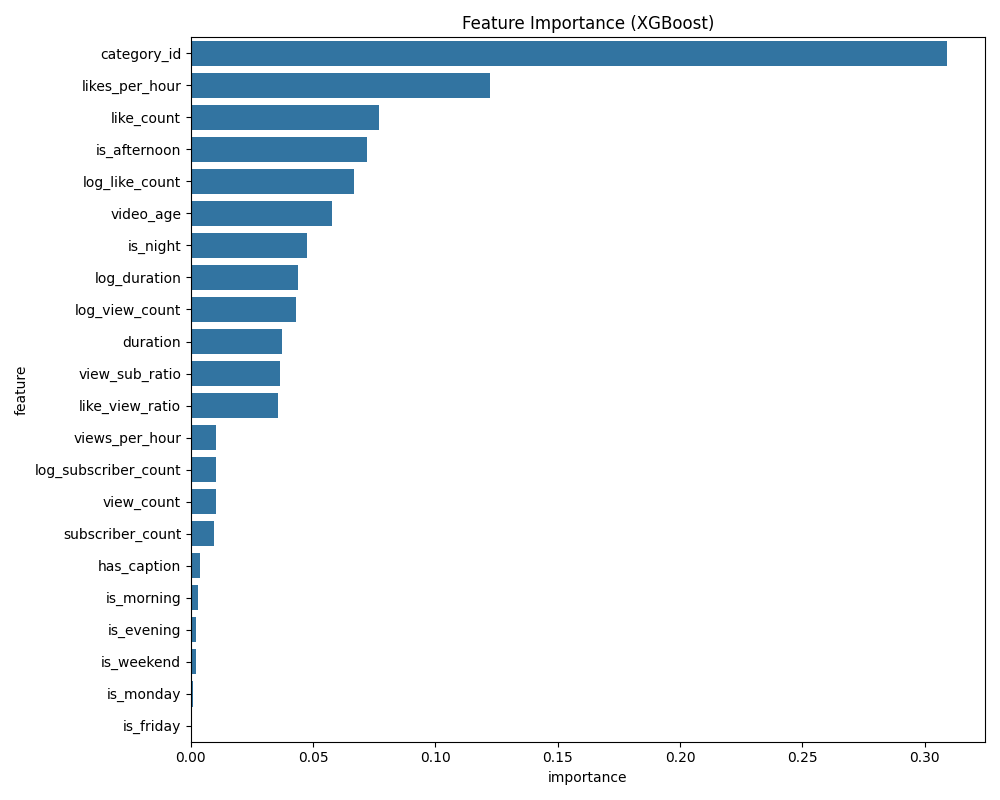 Feature Importance (XGBoost)
category_id
likes_per_hour
like_count
is_afternoon
log_like_count
video_age
is_night
log_duration
log_view_count
duration
view_sub_ratio
like_view_ratio
views_per_hour
log_subscriber_count
view_count
subscriber_count
has_caption
is_morning
is_evening
is_weekend
is_monday
is_friday
feature
0.00 0.05 0.10 0.15 0.20 0.25 0.30
importance